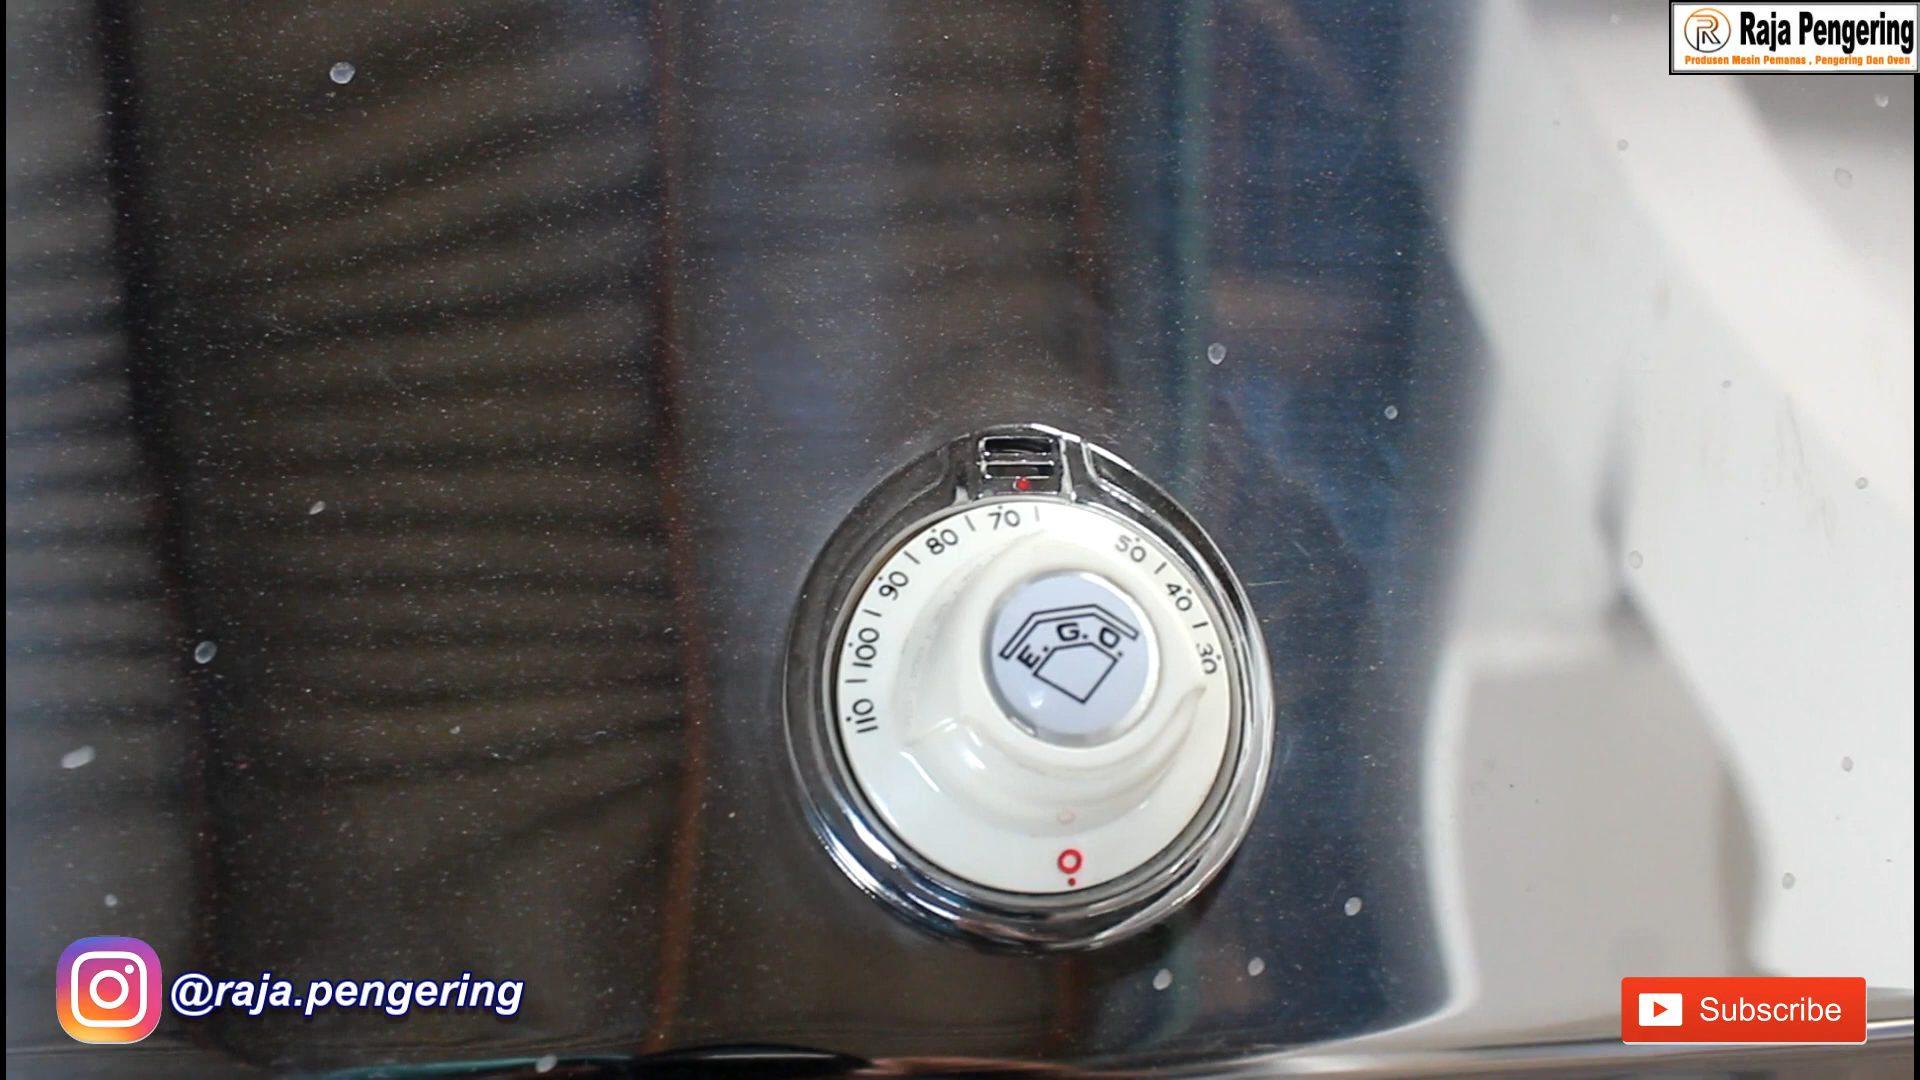 Raja Pengering
Produsen Mesin Pemanas , Pengering Dan Oven
110 100 90 80 70 50 40 30
E.G.O.
O
@raja.pengering
Subscribe